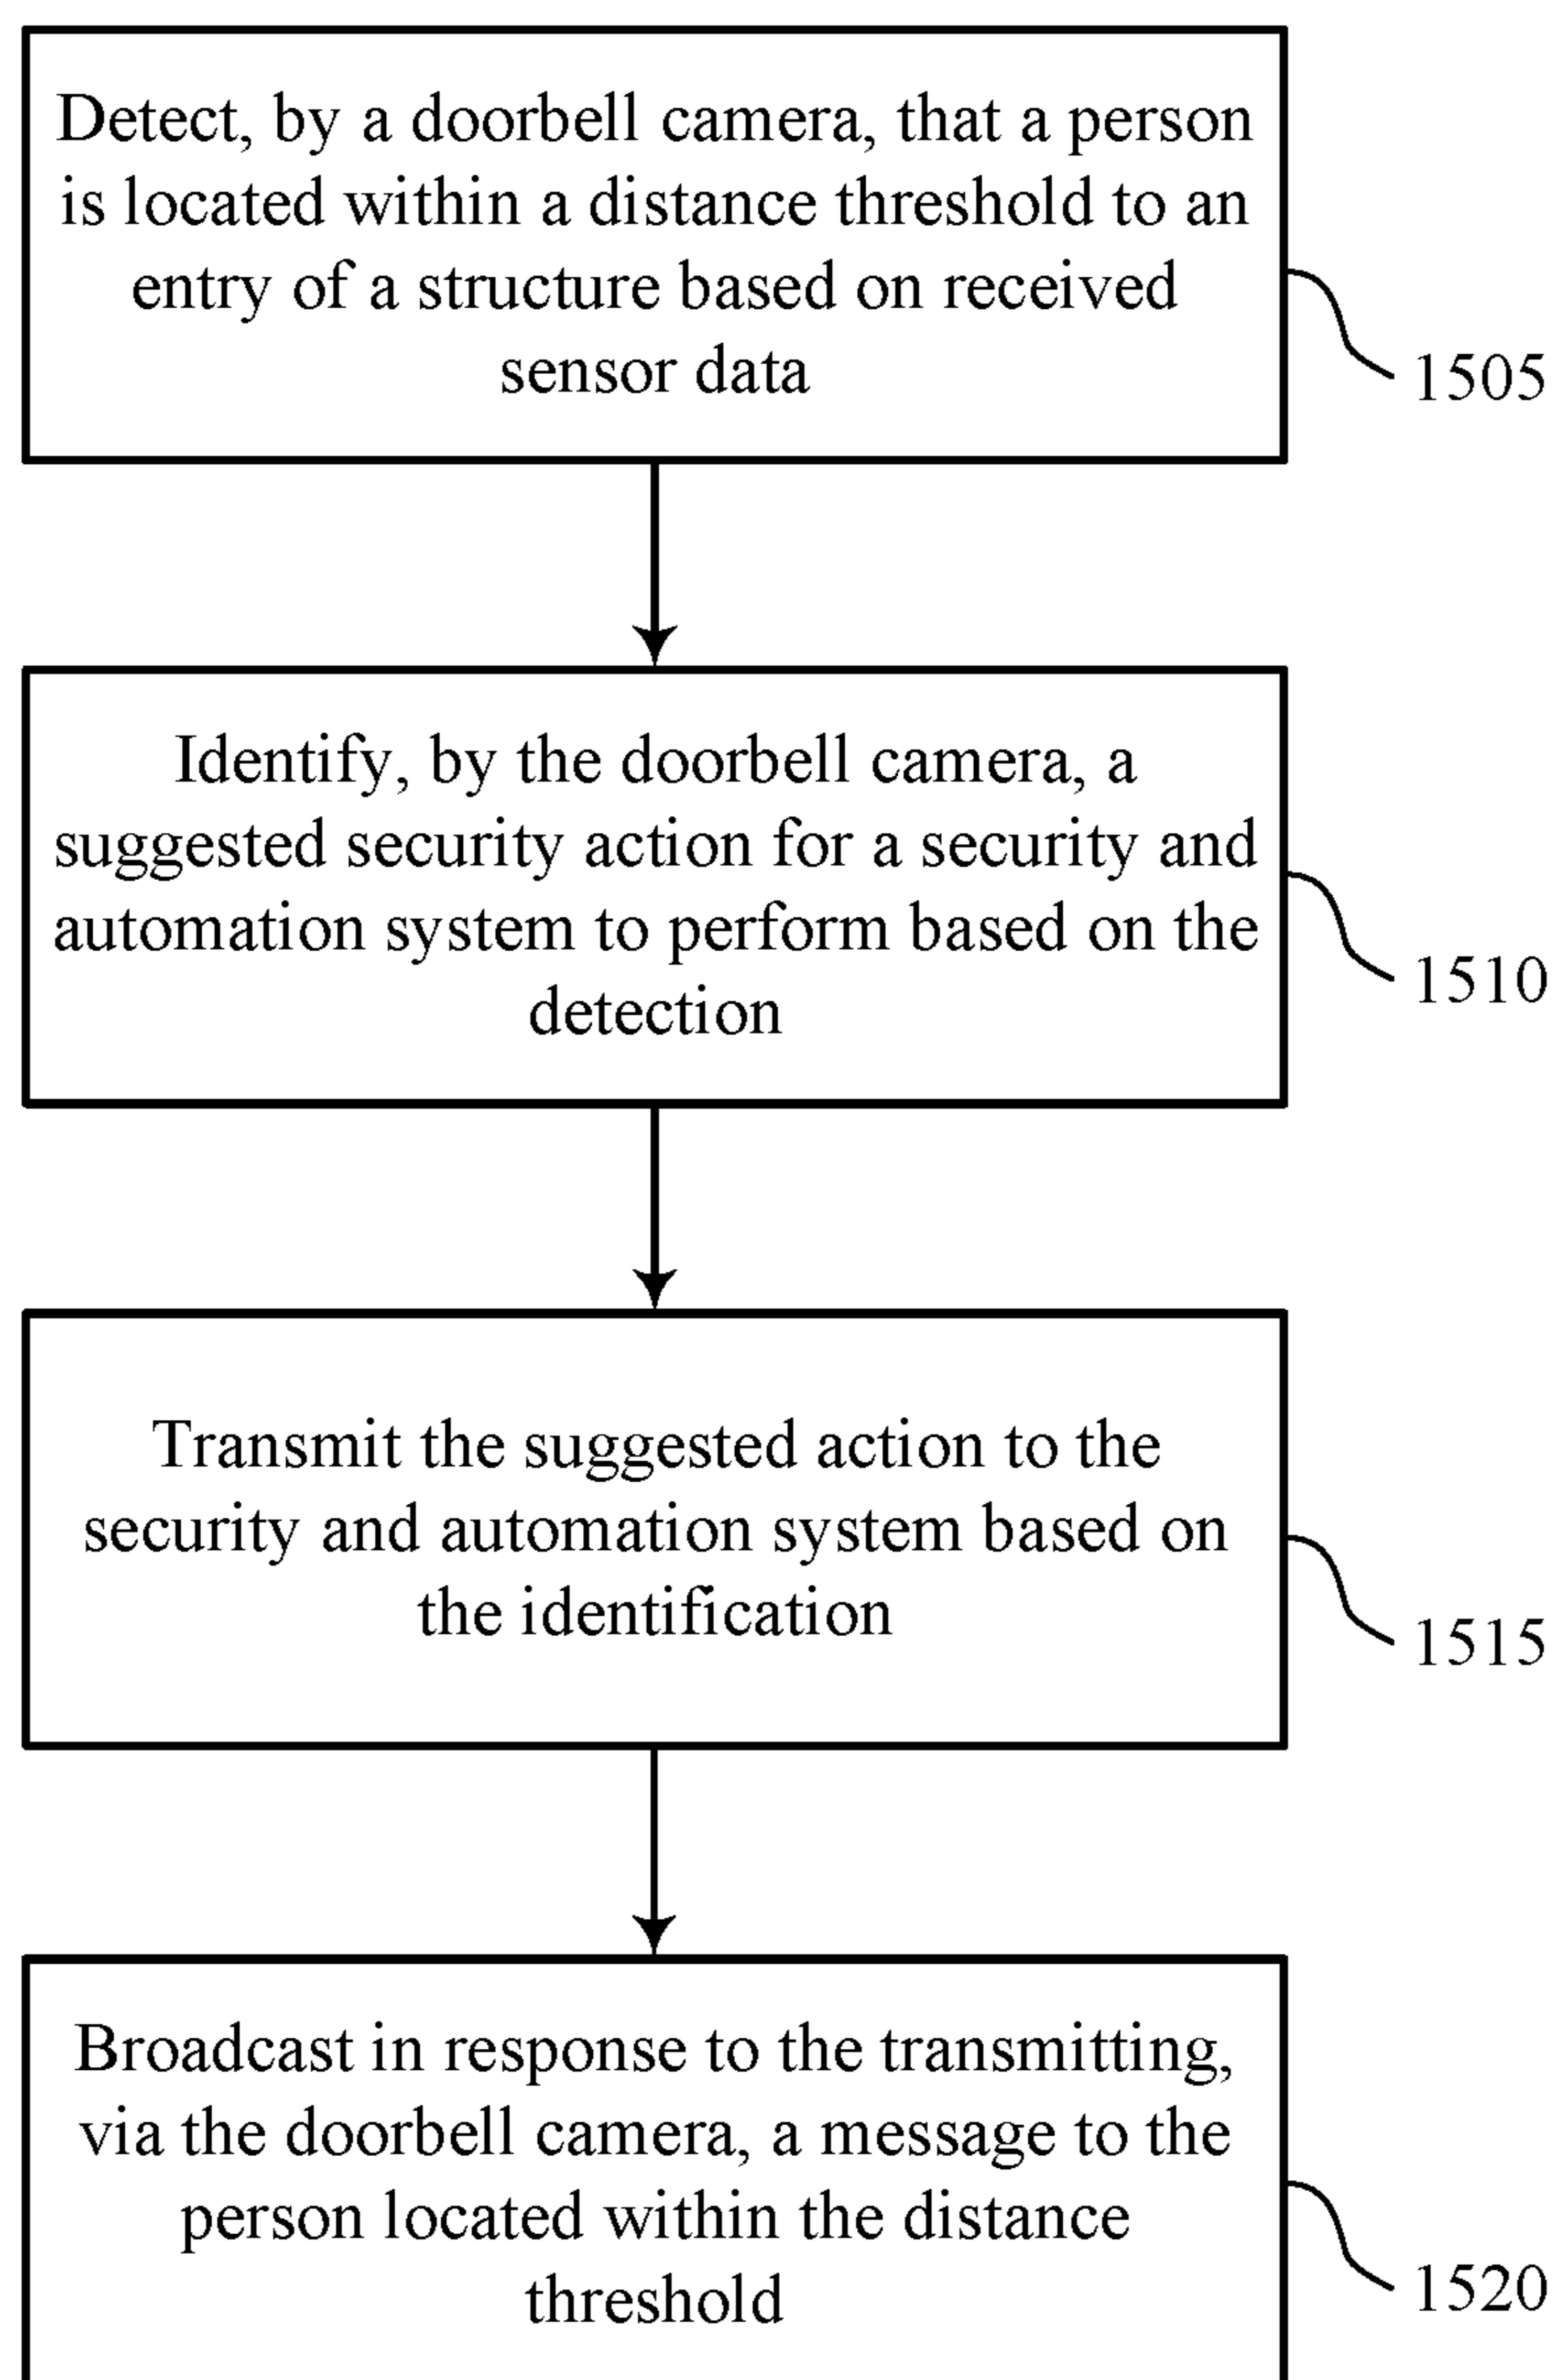 Detect, by a doorbell camera, that a person
is located within a distance threshold to an
entry of a structure based on received
sensor data
1505
Identify, by the doorbell camera, a
suggested security action for a security and
automation system to perform based on the
detection
1510
Transmit the suggested action to the
security and automation system based on
the identification
1515
Broadcast in response to the transmitting,
via the doorbell camera, a message to the
person located within the distance
threshold
1520